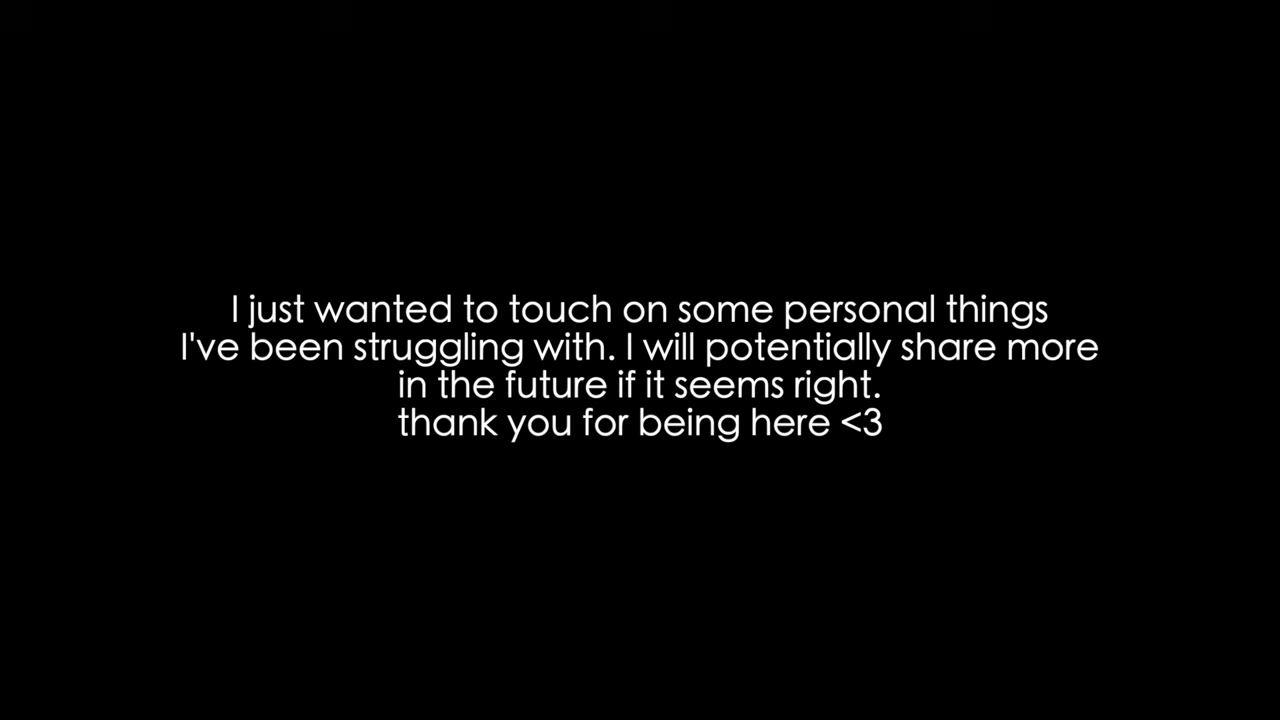 I just wanted to touch on some personal things
I've been struggling with. I will potentially share more
in the future if it seems right.
thank you for being here <3